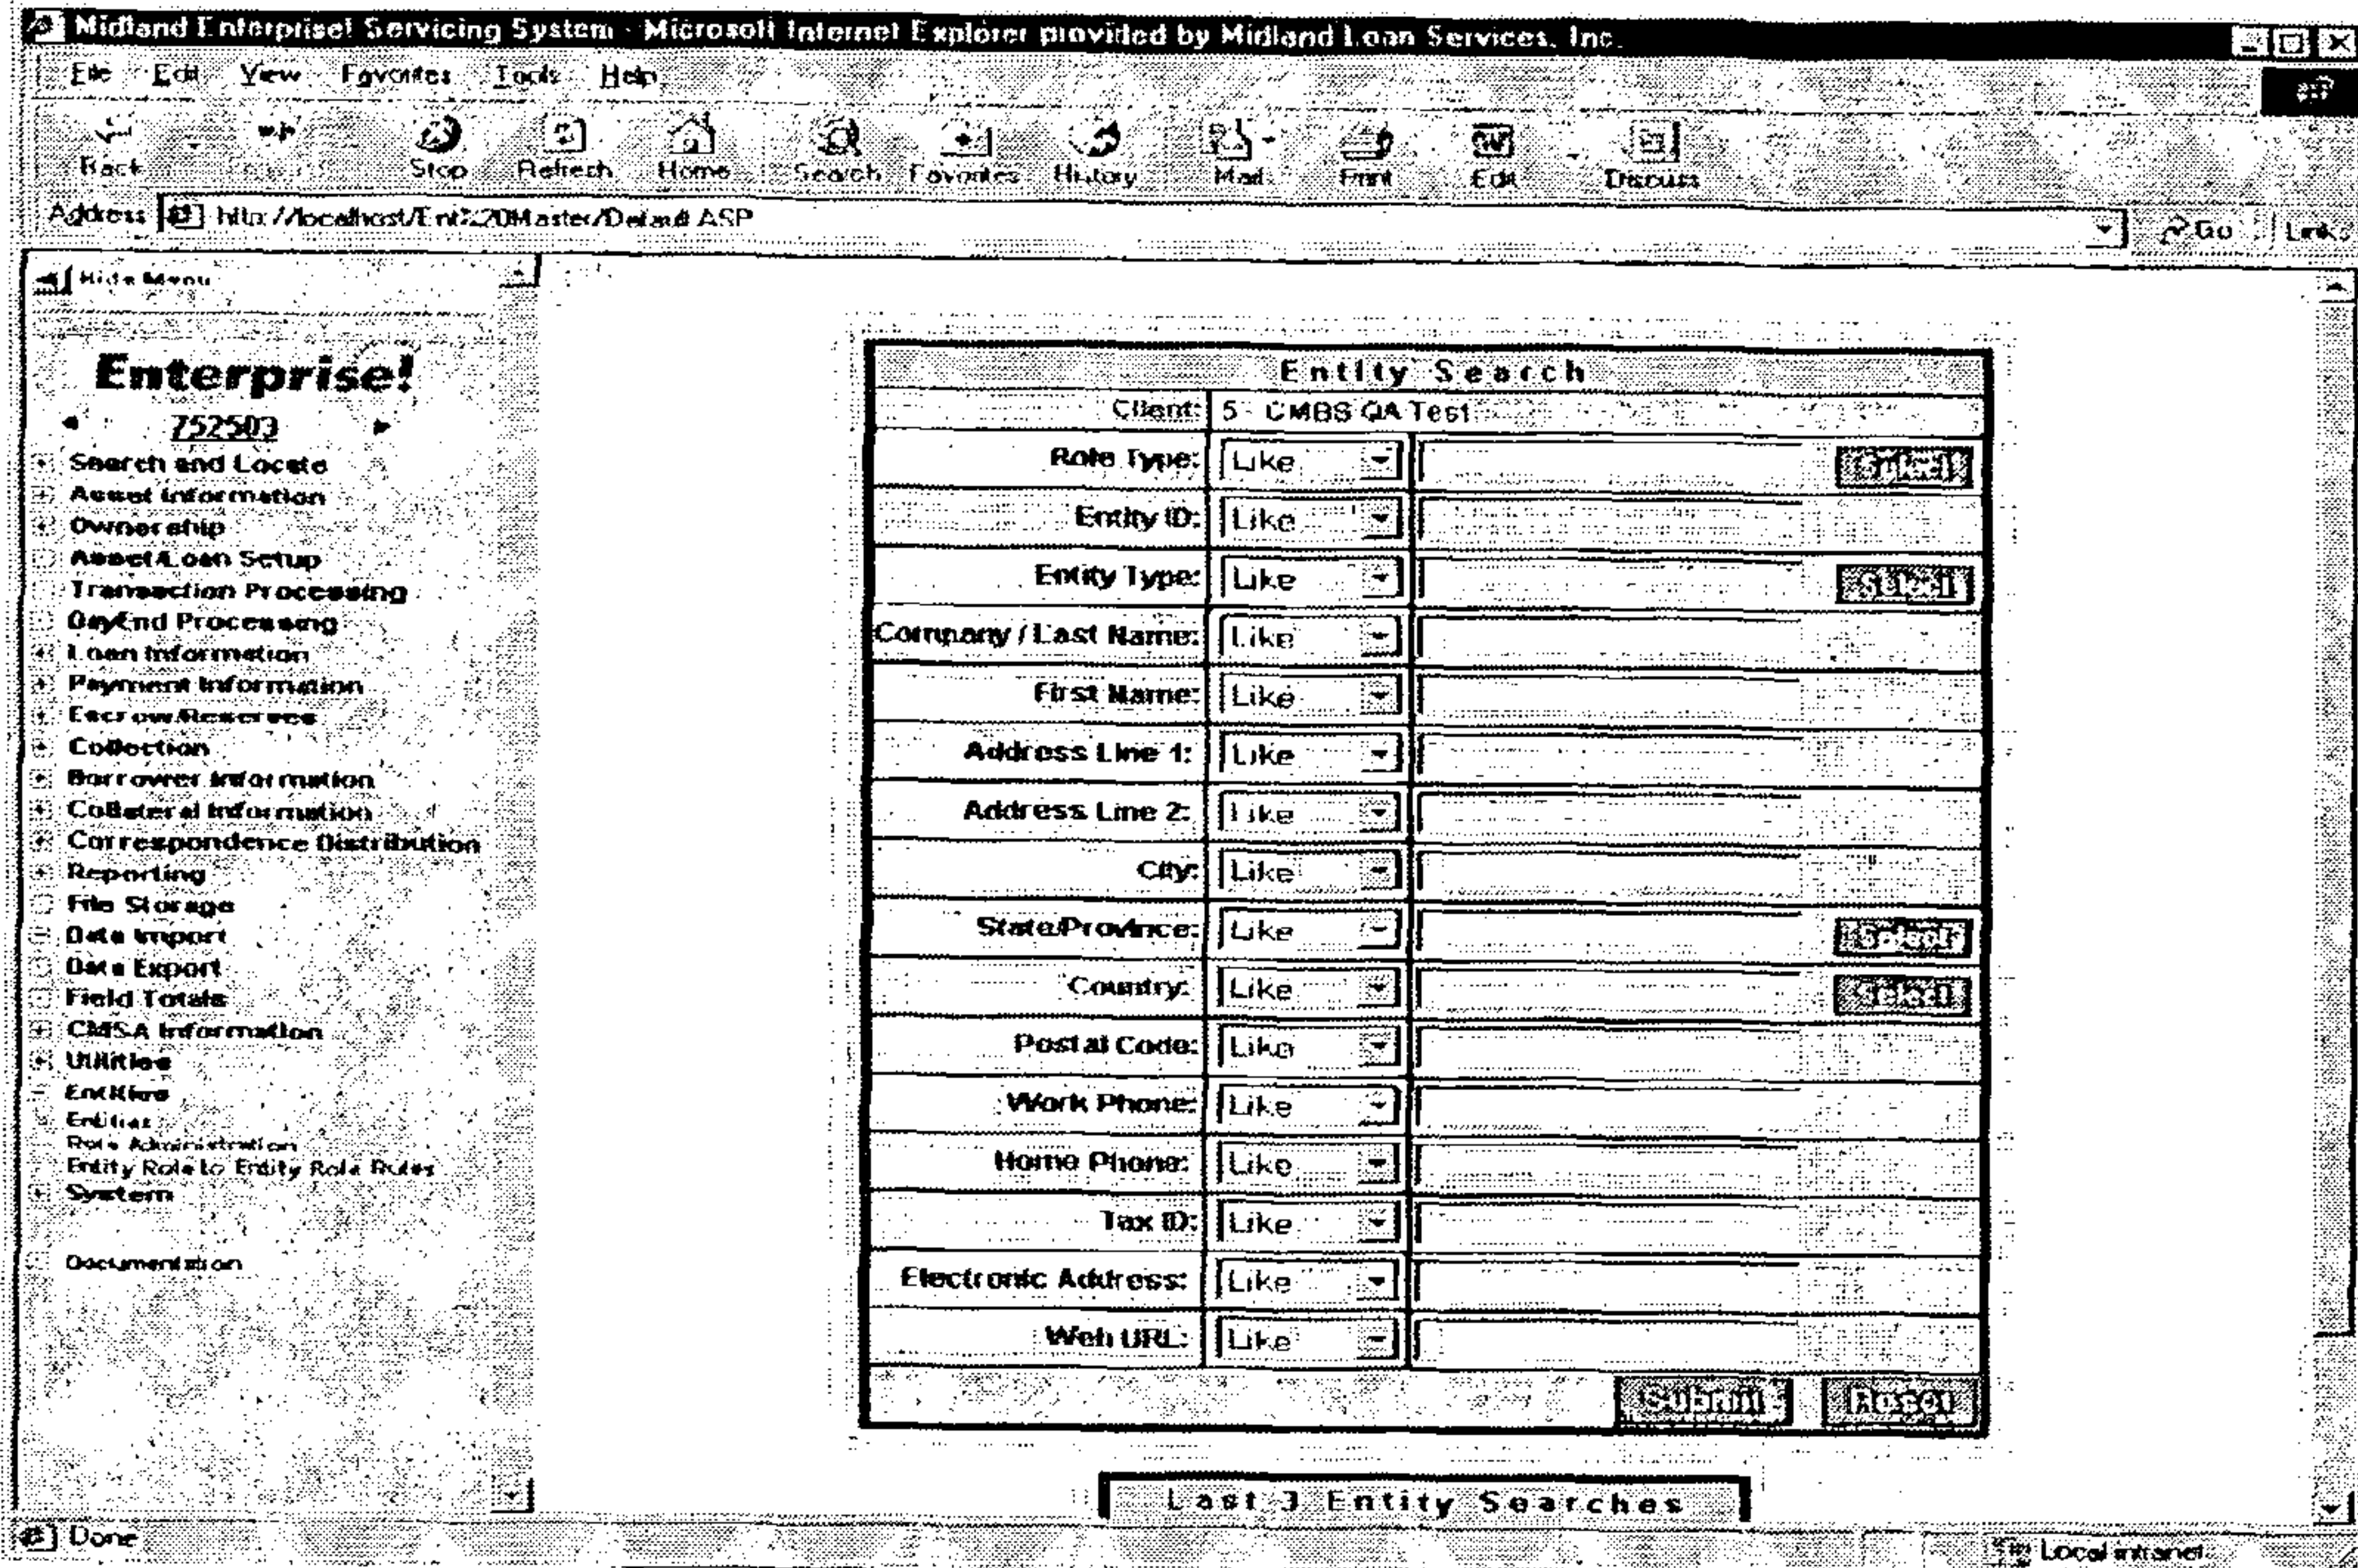 Midland Enterprise! Servicing System - Microsoft Internet Explorer provided by Midland Loan Services, Inc.
File Edit View Favorites Tools Help
Back Stop Refresh Home Search Favorites History Mail Print Edit Discuss
Address http://localhost/Ent%20Master/Default.ASP Go Links
Hide Menu
Enterprise!
752503
Search and Locate
Asset Information
Ownership
Asset/Loan Setup
Transaction Processing
DayEnd Processing
Loan Information
Payment Information
Escrow/Reserves
Collection
Borrower Information
Collateral Information
Correspondence Distribution
Reporting
File Storage
Data Import
Data Export
Field Totals
CMSA Information
Utilities
Entities
Entities
Role Administration
Entity Role to Entity Role Rules
System
Documentation
Entity Search
Client: 5 - CMBS QA Test
Role Type: Like Select
Entity ID: Like
Entity Type: Like Select
Company / Last Name: Like
First Name: Like
Address Line 1: Like
Address Line 2: Like
City: Like
State/Province: Like Select
Country: Like Select
Postal Code: Like
Work Phone: Like
Home Phone: Like
Tax ID: Like
Electronic Address: Like
Web URL: Like
Submit Reset
Last 3 Entity Searches
Done Local intranet